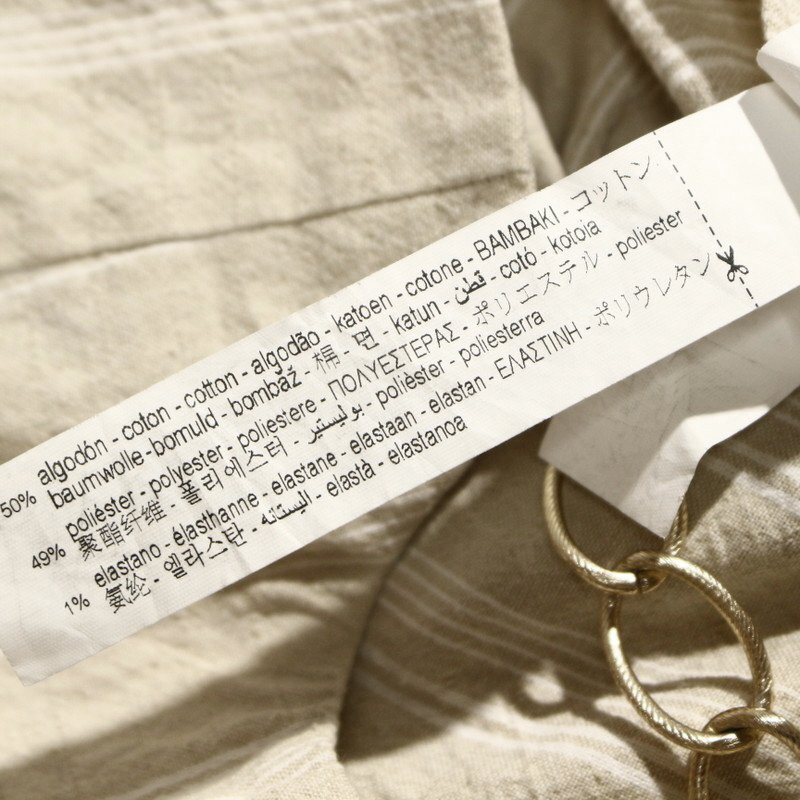 50% algodón - coton - cotton - algodão - katoen - cotone - BAMBAKI - コットン
baumwolle-bomuld - bombaž - 棉 - 면 - katun - قطن - cotó - kotoia
49% poliéster - polyester - poliestere - ΠΟΛΥΕΣΤΕΡΑΣ - ポリエステル - poliester
聚酯纤维 - 폴리에스터 - بوليستير - polièster - poliesterra
1% elastano - élasthanne - elastane - elastaan - elastan - ΕΛΑΣΤΙΝΗ - ポリウレタン
氨纶 - 엘라스탄 - اليستانه - elastà - elastanoa